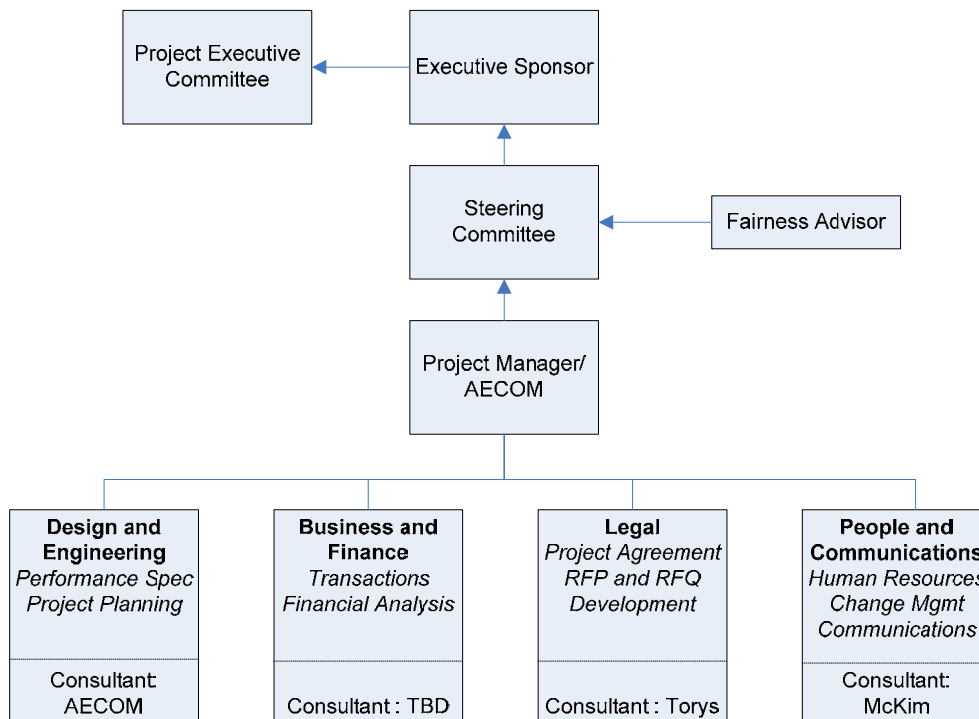 Project Executive
Committee
Executive Sponsor
Steering
Committee
Fairness Advisor
Project Manager/
AECOM
Design and
Engineering
Performance Spec
Project Planning
Consultant:
AECOM
Business and
Finance
Transactions
Financial Analysis
Consultant : TBD
Legal
Project Agreement
RFP and RFQ
Development
Consultant : Torys
People and
Communications
Human Resources
Change Mgmt
Communications
Consultant:
McKim